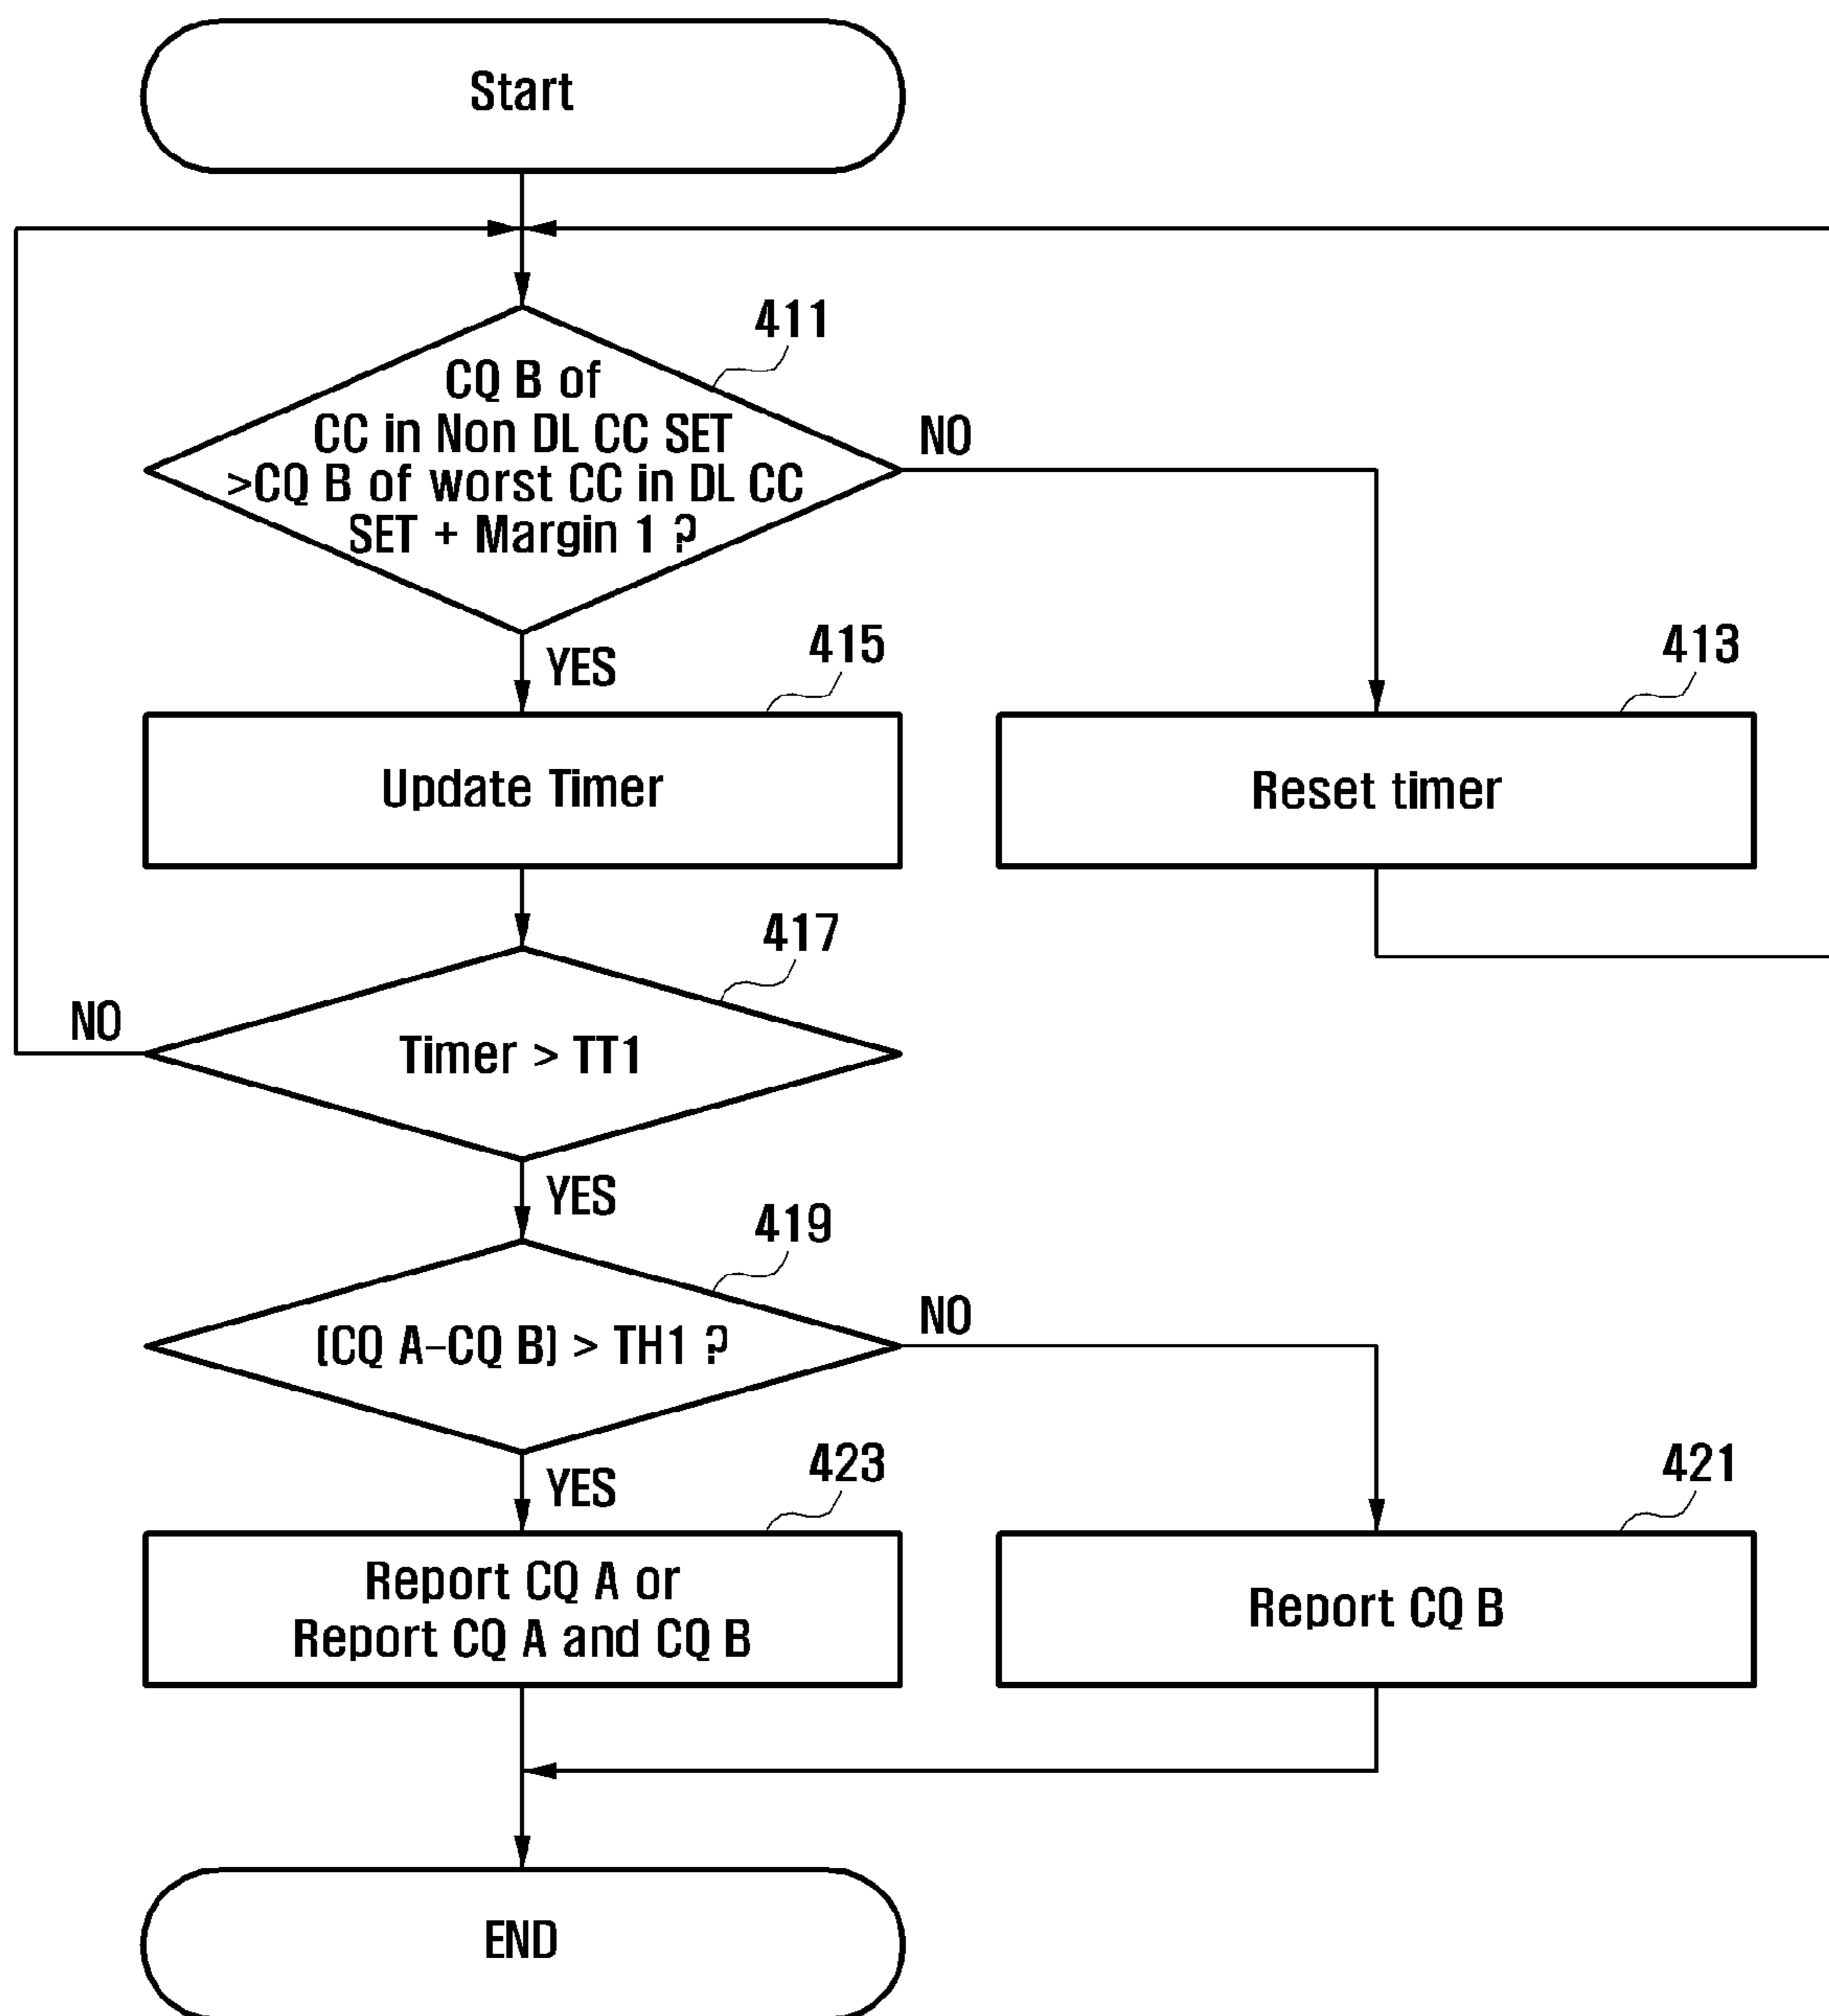 Start
411
CQ B of
CC in Non DL CC SET
>CQ B of worst CC in DL CC
SET + Margin 1 ?
NO
YES
415
413
Update Timer
Reset timer
417
NO
Timer > TT1
YES
419
(CQ A-CQ B) > TH1 ?
NO
YES
423
421
Report CQ A or
Report CQ A and CQ B
Report CQ B
END